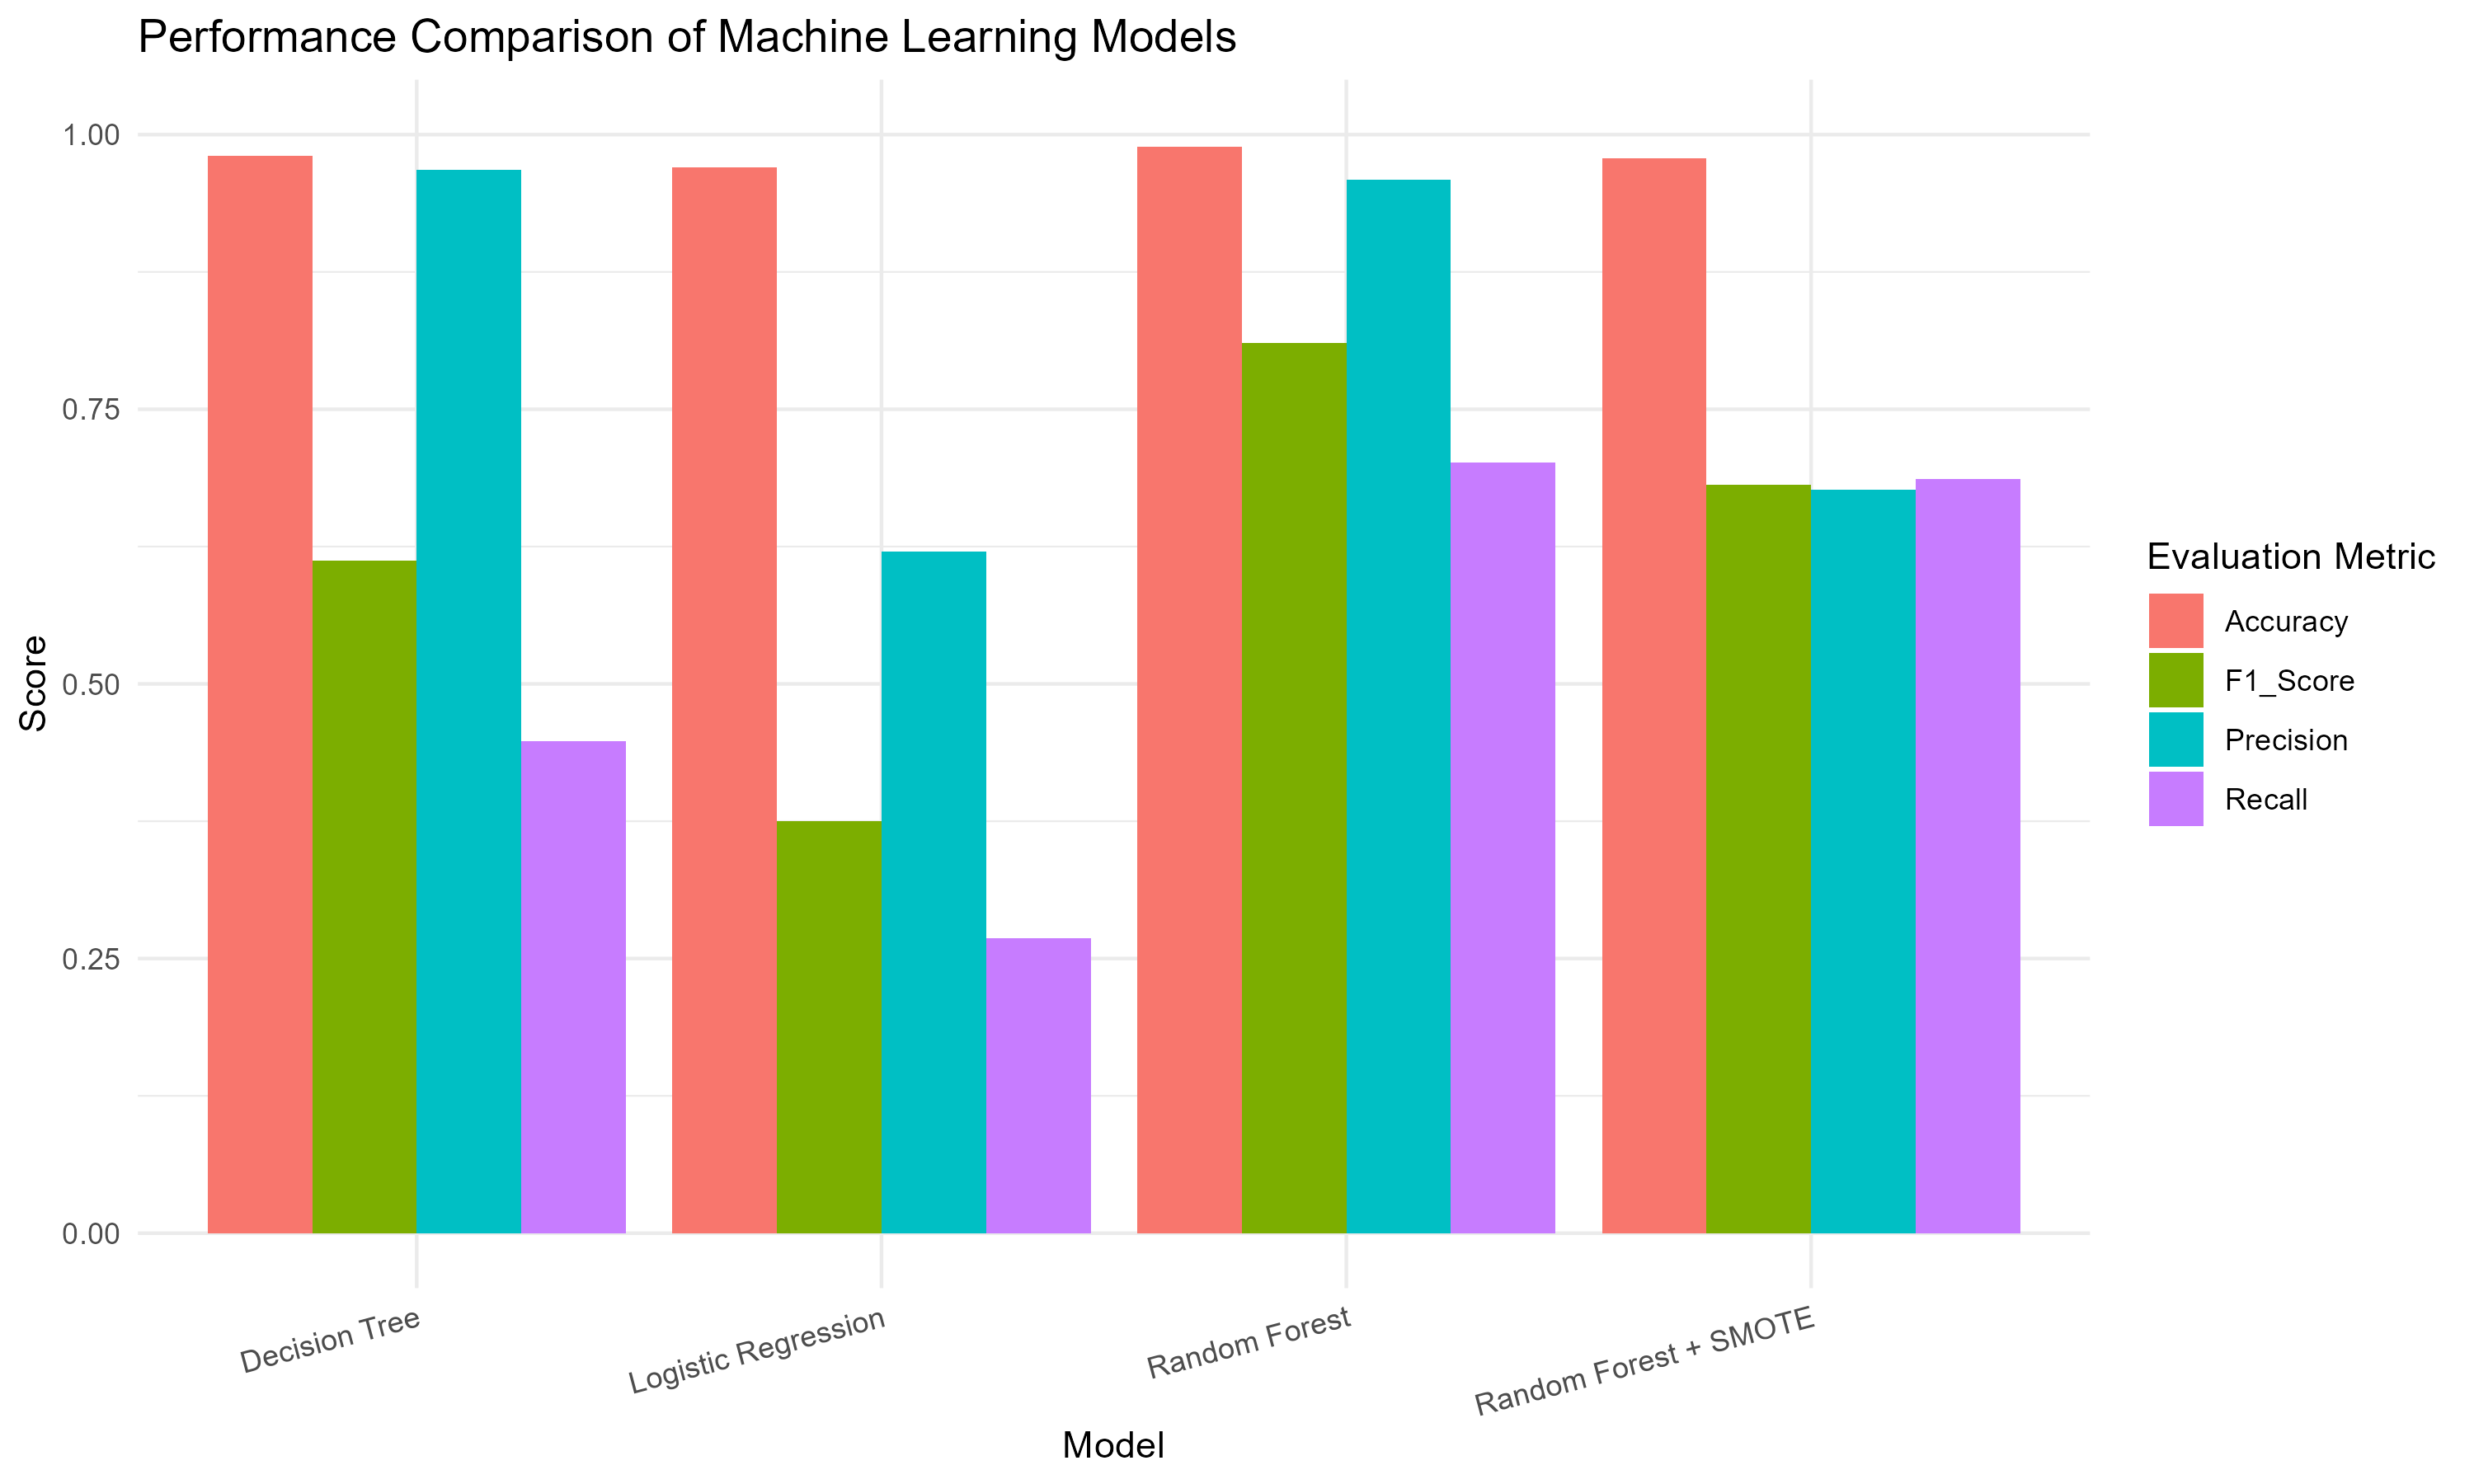 Performance Comparison of Machine Learning Models
1.00
0.75
0.50
0.25
0.00
Score
Decision Tree
Logistic Regression
Random Forest
Random Forest + SMOTE
Model
Evaluation Metric
Accuracy
F1_Score
Precision
Recall